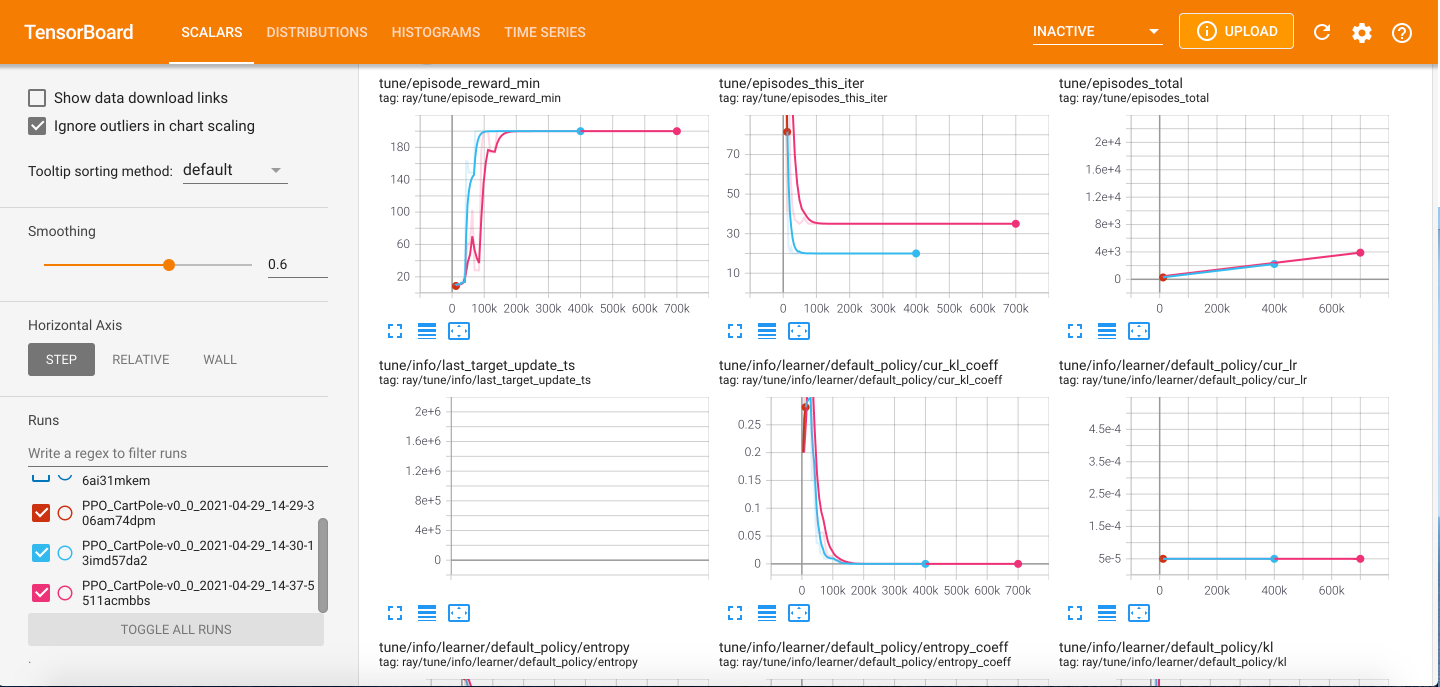 TensorBoard
SCALARS
DISTRIBUTIONS
HISTOGRAMS
TIME SERIES
INACTIVE
UPLOAD
Show data download links
Ignore outliers in chart scaling
Tooltip sorting method: default
Smoothing
0.6
Horizontal Axis
STEP
RELATIVE
WALL
Runs
Write a regex to filter runs
6ai31mkem
PPO_CartPole-v0_0_2021-04-29_14-29-3
06am74dpm
PPO_CartPole-v0_0_2021-04-29_14-30-1
3imd57da2
PPO_CartPole-v0_0_2021-04-29_14-37-5
511acmbbs
TOGGLE ALL RUNS
.
tune/episode_reward_min
tag: ray/tune/episode_reward_min
180
140
100
60
20
0 100k 200k 300k 400k 500k 600k 700k
tune/episodes_this_iter
tag: ray/tune/episodes_this_iter
70
50
30
10
0 100k 200k 300k 400k 500k 600k 700k
tune/episodes_total
tag: ray/tune/episodes_total
2e+4
1.6e+4
1.2e+4
8e+3
4e+3
0
0 200k 400k 600k
tune/info/last_target_update_ts
tag: ray/tune/info/last_target_update_ts
2e+6
1.6e+6
1.2e+6
8e+5
4e+5
0
tune/info/learner/default_policy/cur_kl_coeff
tag: ray/tune/info/learner/default_policy/cur_kl_coeff
0.25
0.2
0.15
0.1
0.05
0
0 100k 200k 300k 400k 500k 600k 700k
tune/info/learner/default_policy/cur_lr
tag: ray/tune/info/learner/default_policy/cur_lr
4.5e-4
3.5e-4
2.5e-4
1.5e-4
5e-5
0 200k 400k 600k
tune/info/learner/default_policy/entropy
tag: ray/tune/info/learner/default_policy/entropy
tune/info/learner/default_policy/entropy_coeff
tag: ray/tune/info/learner/default_policy/entropy_coeff
tune/info/learner/default_policy/kl
tag: ray/tune/info/learner/default_policy/kl